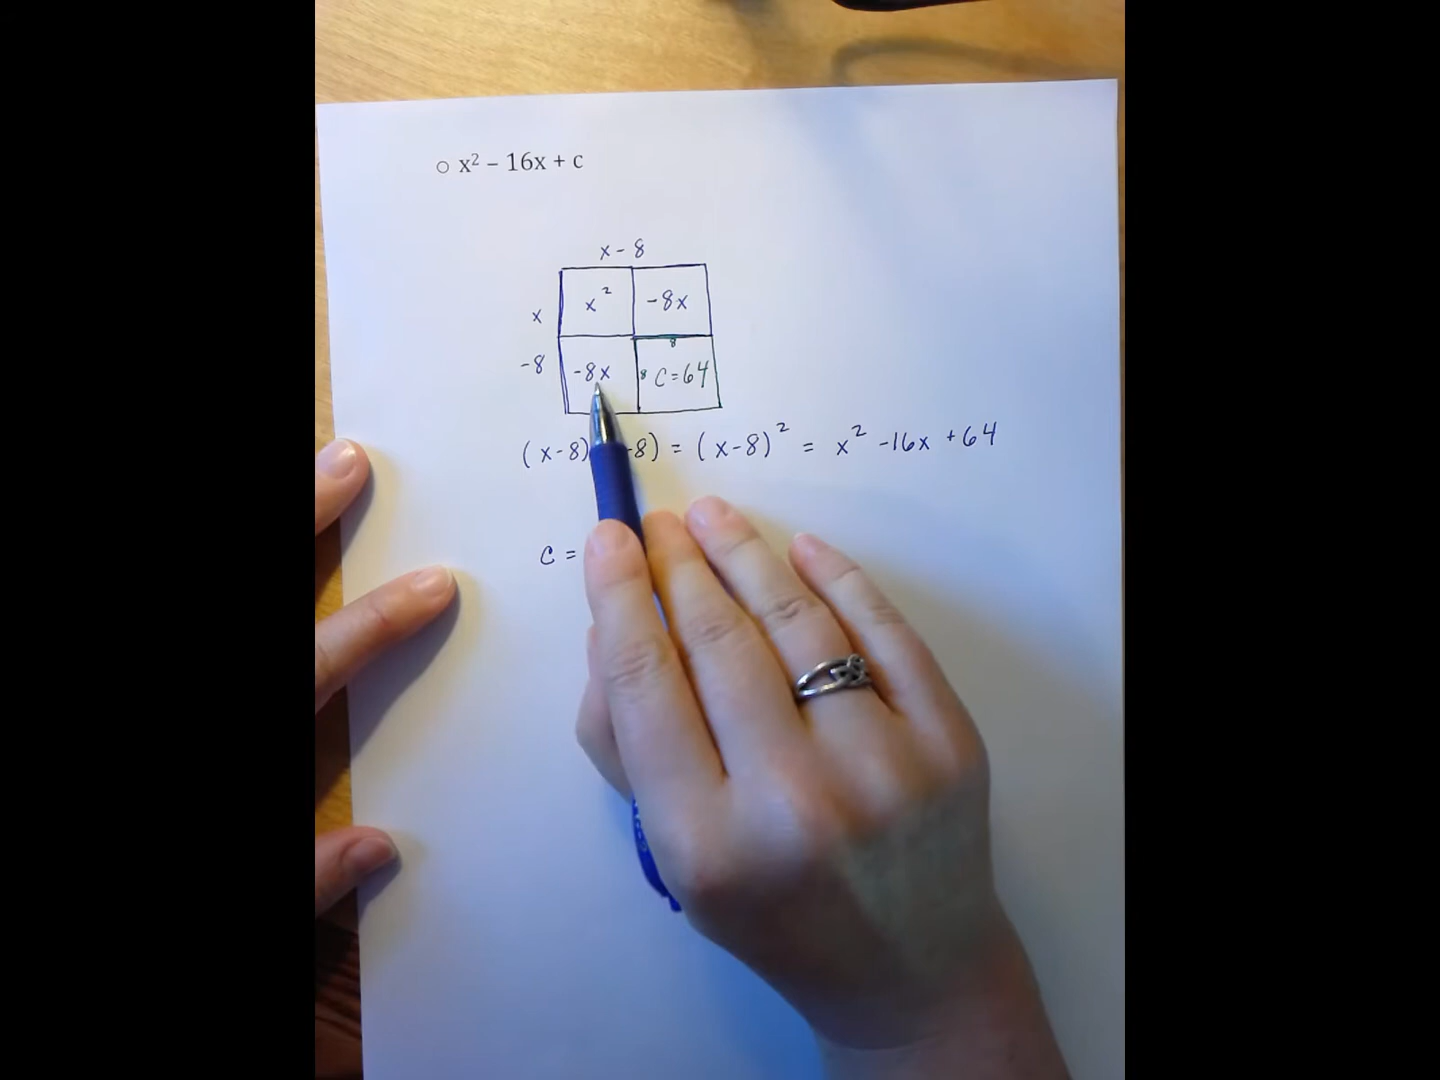 ○ x² – 16x + c
x - 8
x x² -8x
8
-8 -8x 8 C=64
(x-8) -8) = (x-8)² = x² -16x +64
c =